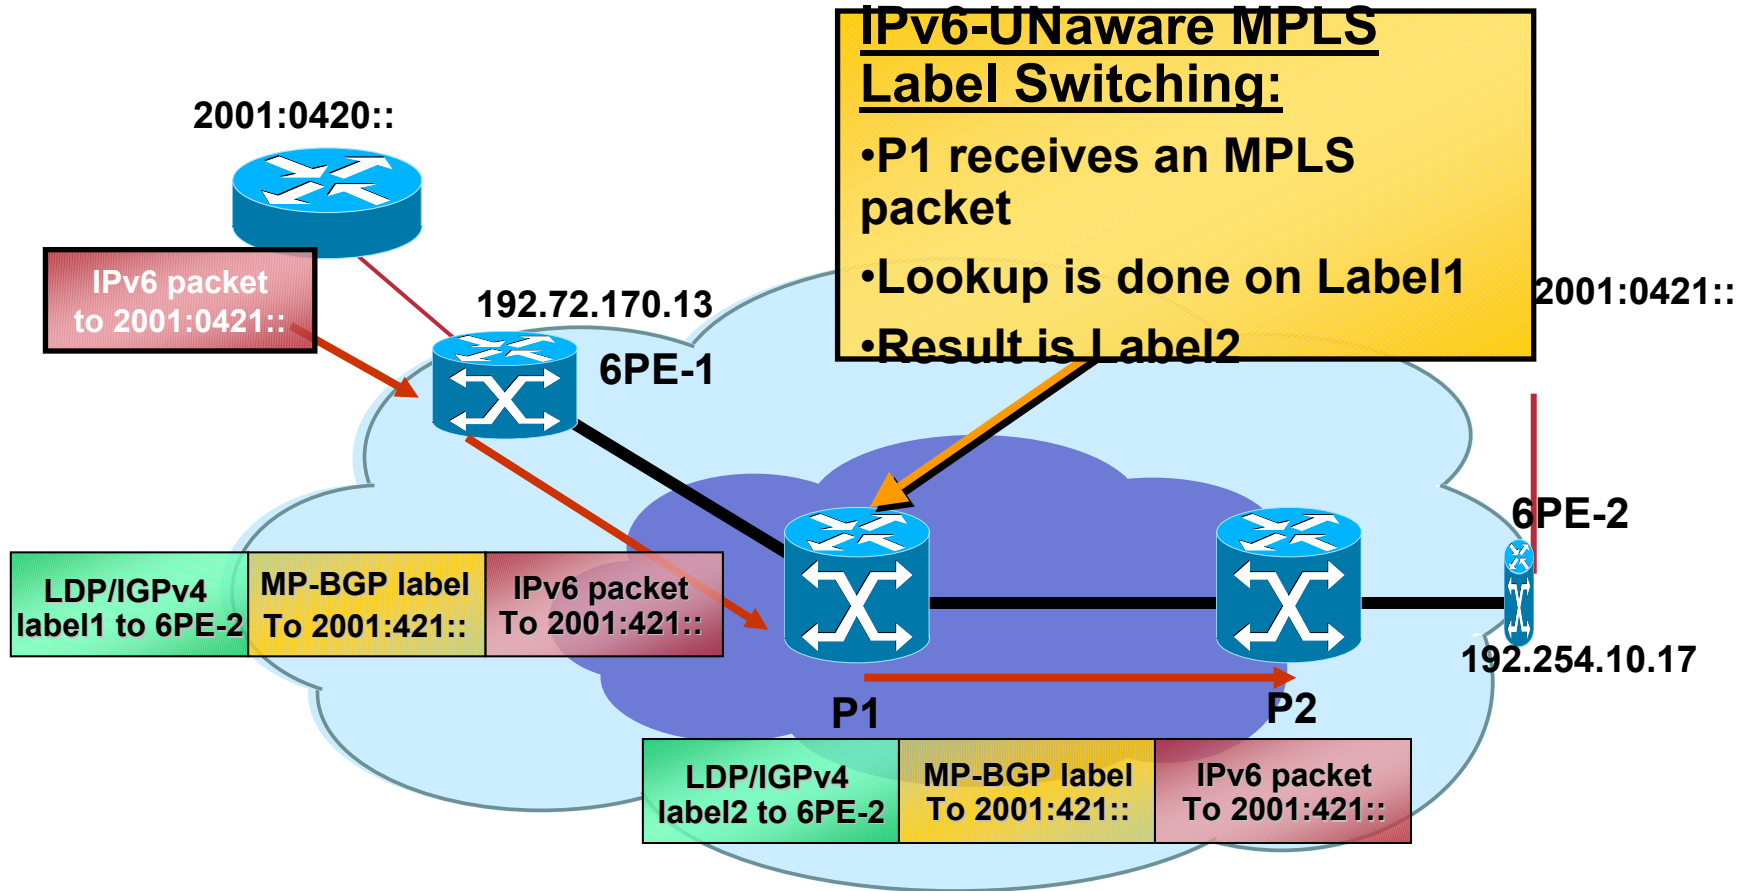 IPv6-UNaware MPLS
Label Switching:
•P1 receives an MPLS
packet
•Lookup is done on Label1
•Result is Label2
2001:0420::
IPv6 packet
to 2001:0421::
192.72.170.13
6PE-1
2001:0421::
6PE-2
192.254.10.17
LDP/IGPv4
label1 to 6PE-2
MP-BGP label
To 2001:421::
IPv6 packet
To 2001:421::
P1
P2
LDP/IGPv4
label2 to 6PE-2
MP-BGP label
To 2001:421::
IPv6 packet
To 2001:421::